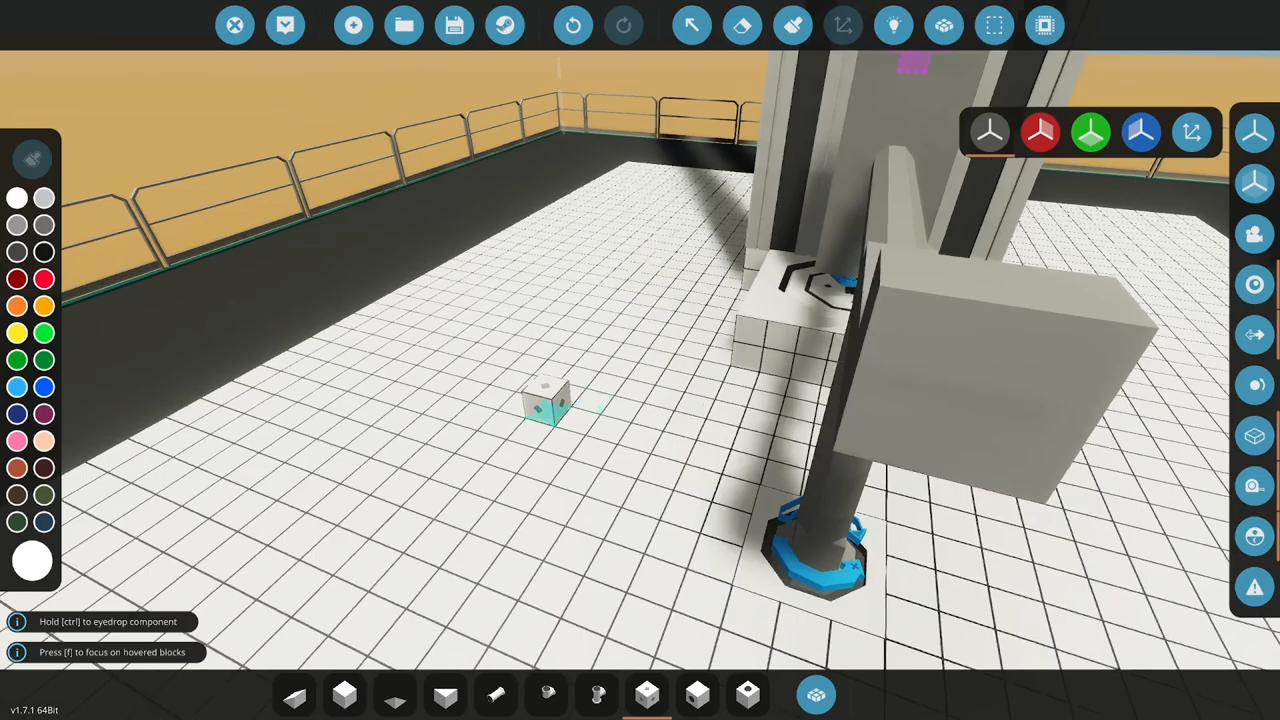 Hold [ctrl] to eyedrop component
Press [f] to focus on hovered blocks
v1.7.1 64Bit